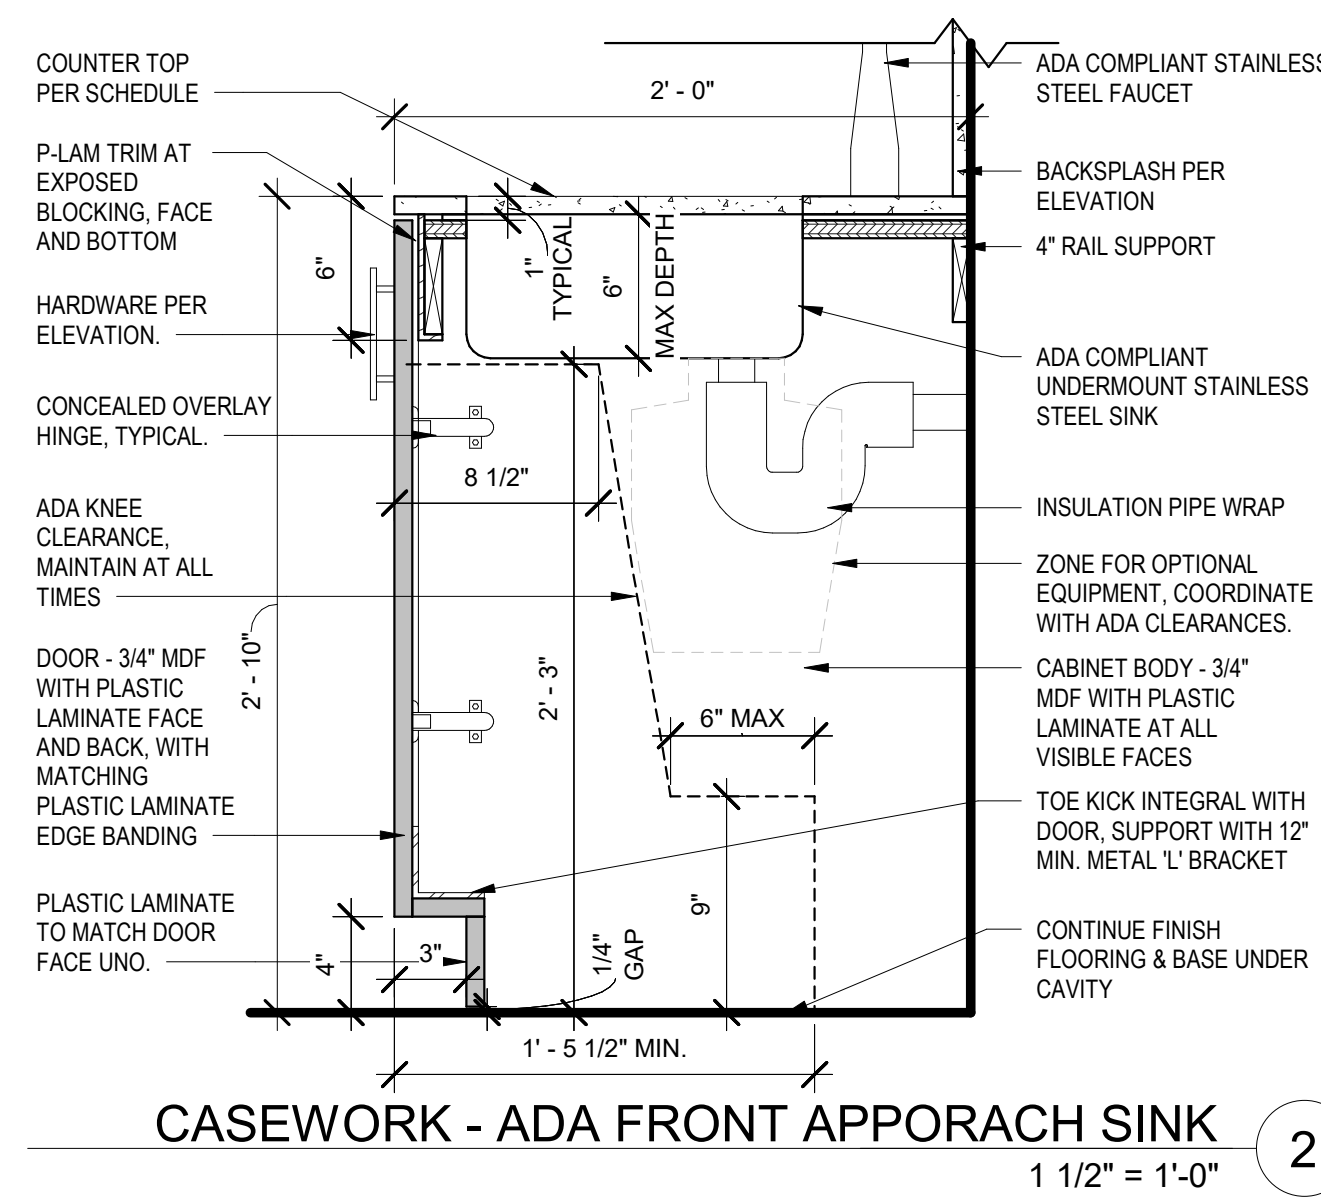 COUNTER TOP
PER SCHEDULE
P-LAM TRIM AT
EXPOSED
BLOCKING, FACE
AND BOTTOM
HARDWARE PER
ELEVATION.
CONCEALED OVERLAY
HINGE, TYPICAL.
ADA KNEE
CLEARANCE,
MAINTAIN AT ALL
TIMES
DOOR - 3/4" MDF
WITH PLASTIC
LAMINATE FACE
AND BACK, WITH
MATCHING
PLASTIC LAMINATE
EDGE BANDING
PLASTIC LAMINATE
TO MATCH DOOR
FACE UNO.
2' - 0"
6"
1"
TYPICAL
6"
MAX DEPTH
8 1/2"
2' - 10"
2' - 3"
6" MAX
9"
4"
3"
1/4"
GAP
1' - 5 1/2" MIN.
ADA COMPLIANT STAINLESS
STEEL FAUCET
BACKSPLASH PER
ELEVATION
4" RAIL SUPPORT
ADA COMPLIANT
UNDERMOUNT STAINLESS
STEEL SINK
INSULATION PIPE WRAP
ZONE FOR OPTIONAL
EQUIPMENT, COORDINATE
WITH ADA CLEARANCES.
CABINET BODY - 3/4"
MDF WITH PLASTIC
LAMINATE AT ALL
VISIBLE FACES
TOE KICK INTEGRAL WITH
DOOR, SUPPORT WITH 12"
MIN. METAL 'L' BRACKET
CONTINUE FINISH
FLOORING & BASE UNDER
CAVITY
CASEWORK - ADA FRONT APPORACH SINK
2
1 1/2" = 1'-0"